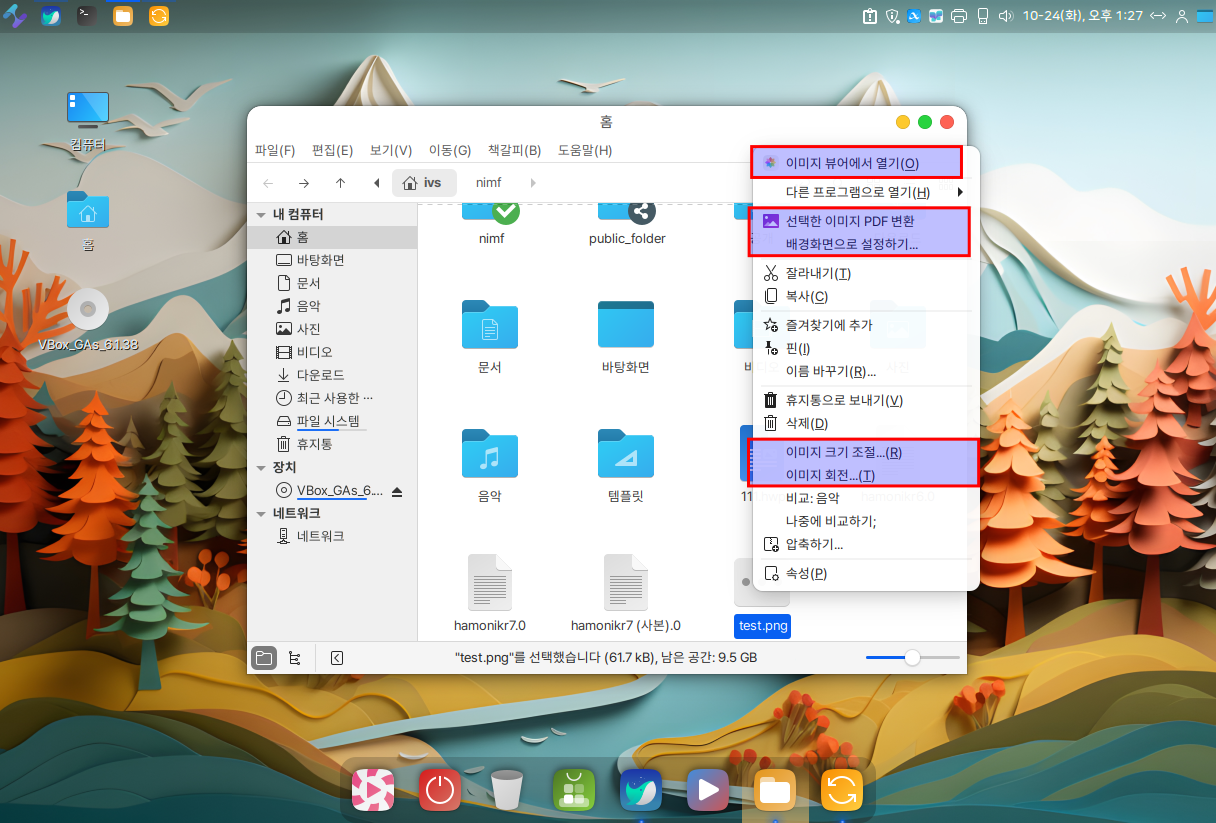 10-24(화), 오후 1:27
컴퓨터
홈
VBox_GAs_6.1.38
홈
파일(F) 편집(E) 보기(V) 이동(G) 책갈피(B) 도움말(H)
ivs nimf
내 컴퓨터
홈
바탕화면
문서
음악
사진
비디오
다운로드
최근 사용한 …
파일 시스템
휴지통
장치
VBox_GAs_6....
네트워크
네트워크
nimf public_folder
문서 바탕화면
음악 템플릿
hamonikr7.0 hamonikr7 (사본).0 test.png
이미지 뷰어에서 열기(O)
다른 프로그램으로 열기(H)
선택한 이미지 PDF 변환
배경화면으로 설정하기...
잘라내기(T)
복사(C)
즐겨찾기에 추가
핀(I)
이름 바꾸기(R)...
휴지통으로 보내기(V)
삭제(D)
이미지 크기 조절...(R)
이미지 회전...(T)
비교: 음악
나중에 비교하기;
압축하기...
속성(P)
"test.png"를 선택했습니다 (61.7 kB), 남은 공간: 9.5 GB